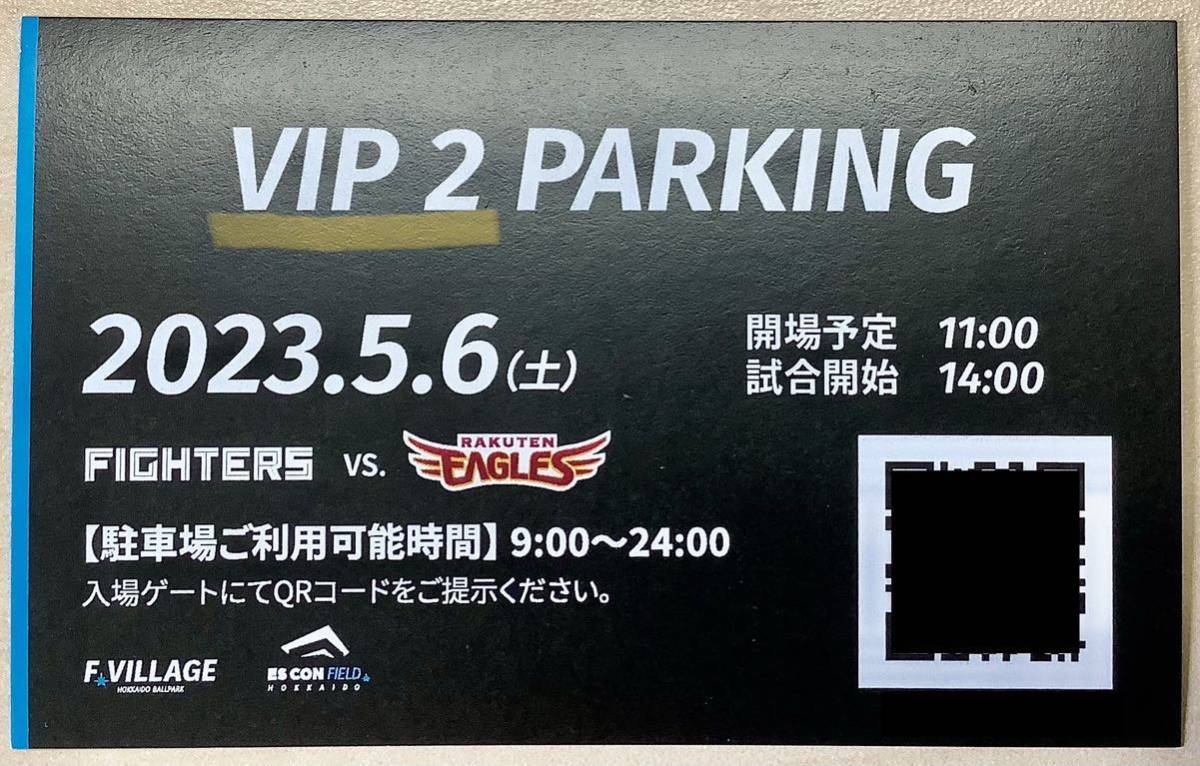 VIP 2 PARKING
2023.5.6(土)
開場予定 11:00
試合開始 14:00
FIGHTERS vs. RAKUTEN EAGLES
【駐車場ご利用可能時間】9:00～24:00
入場ゲートにてQRコードをご提示ください。
F VILLAGE
HOKKAIDO BALLPARK
ES CON FIELD
HOKKAIDO